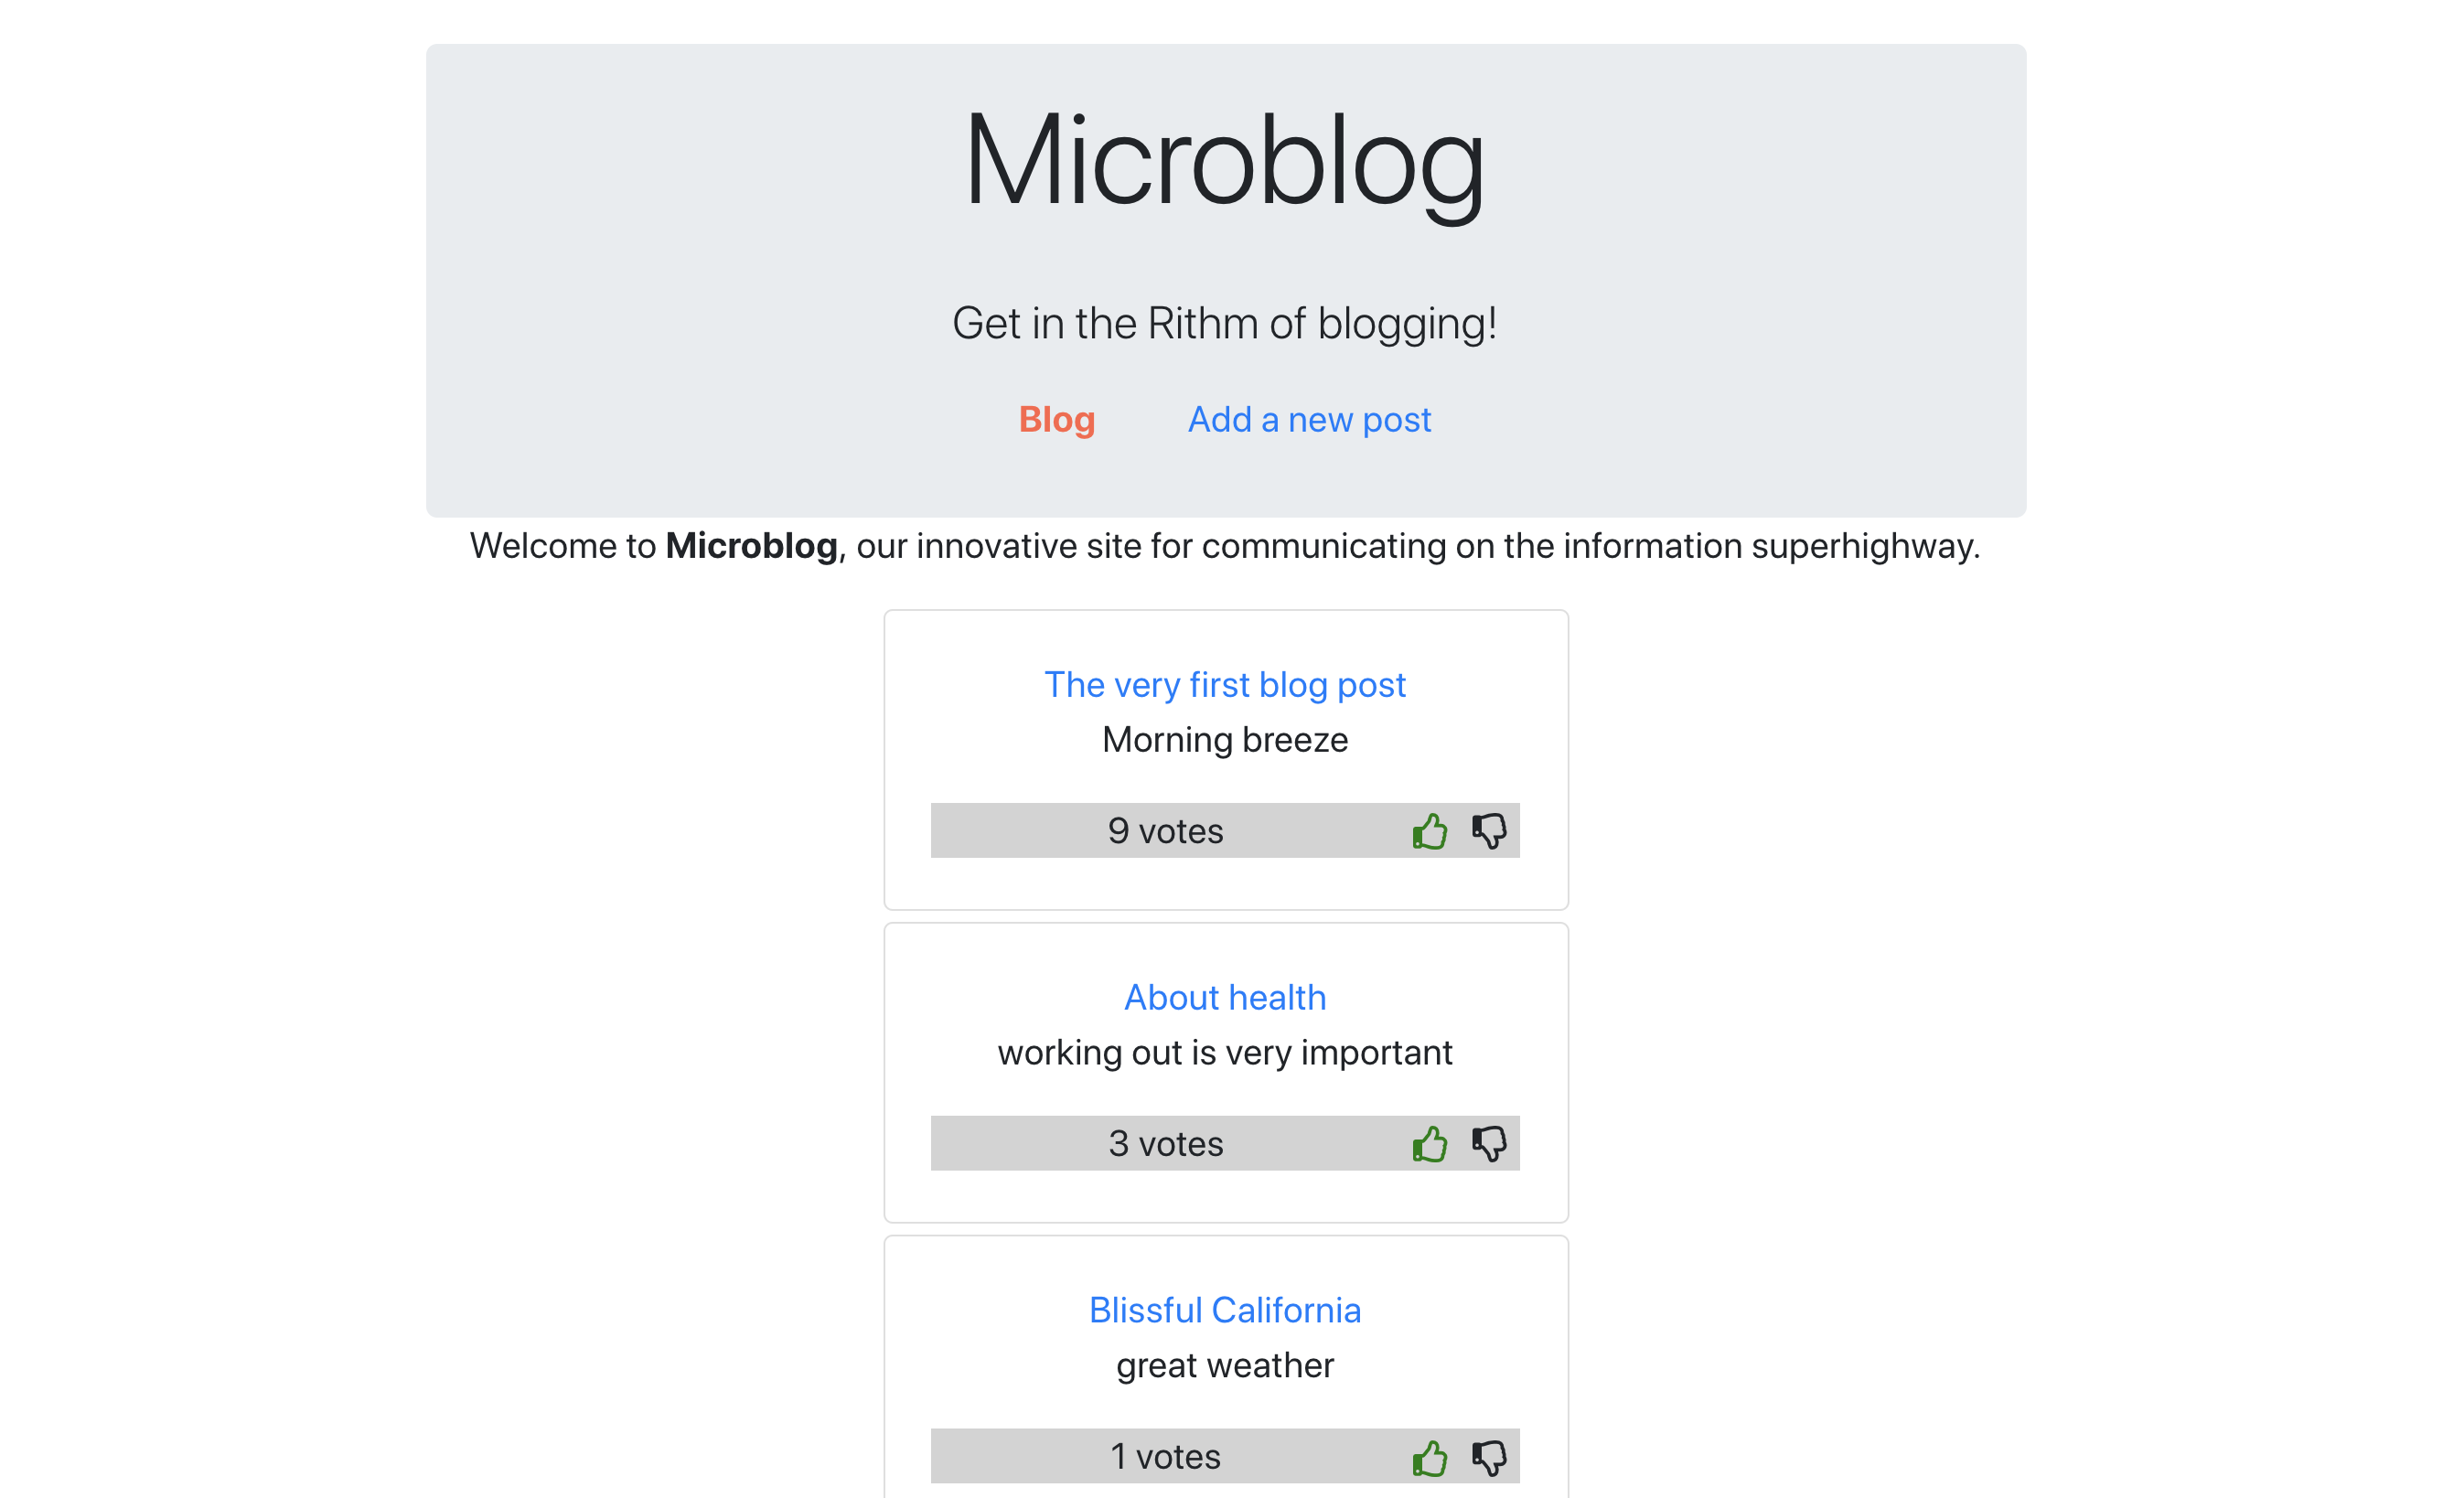 Microblog
Get in the Rithm of blogging!
Blog Add a new post
Welcome to Microblog, our innovative site for communicating on the information superhighway.
The very first blog post
Morning breeze
9 votes
About health
working out is very important
3 votes
Blissful California
great weather
1 votes